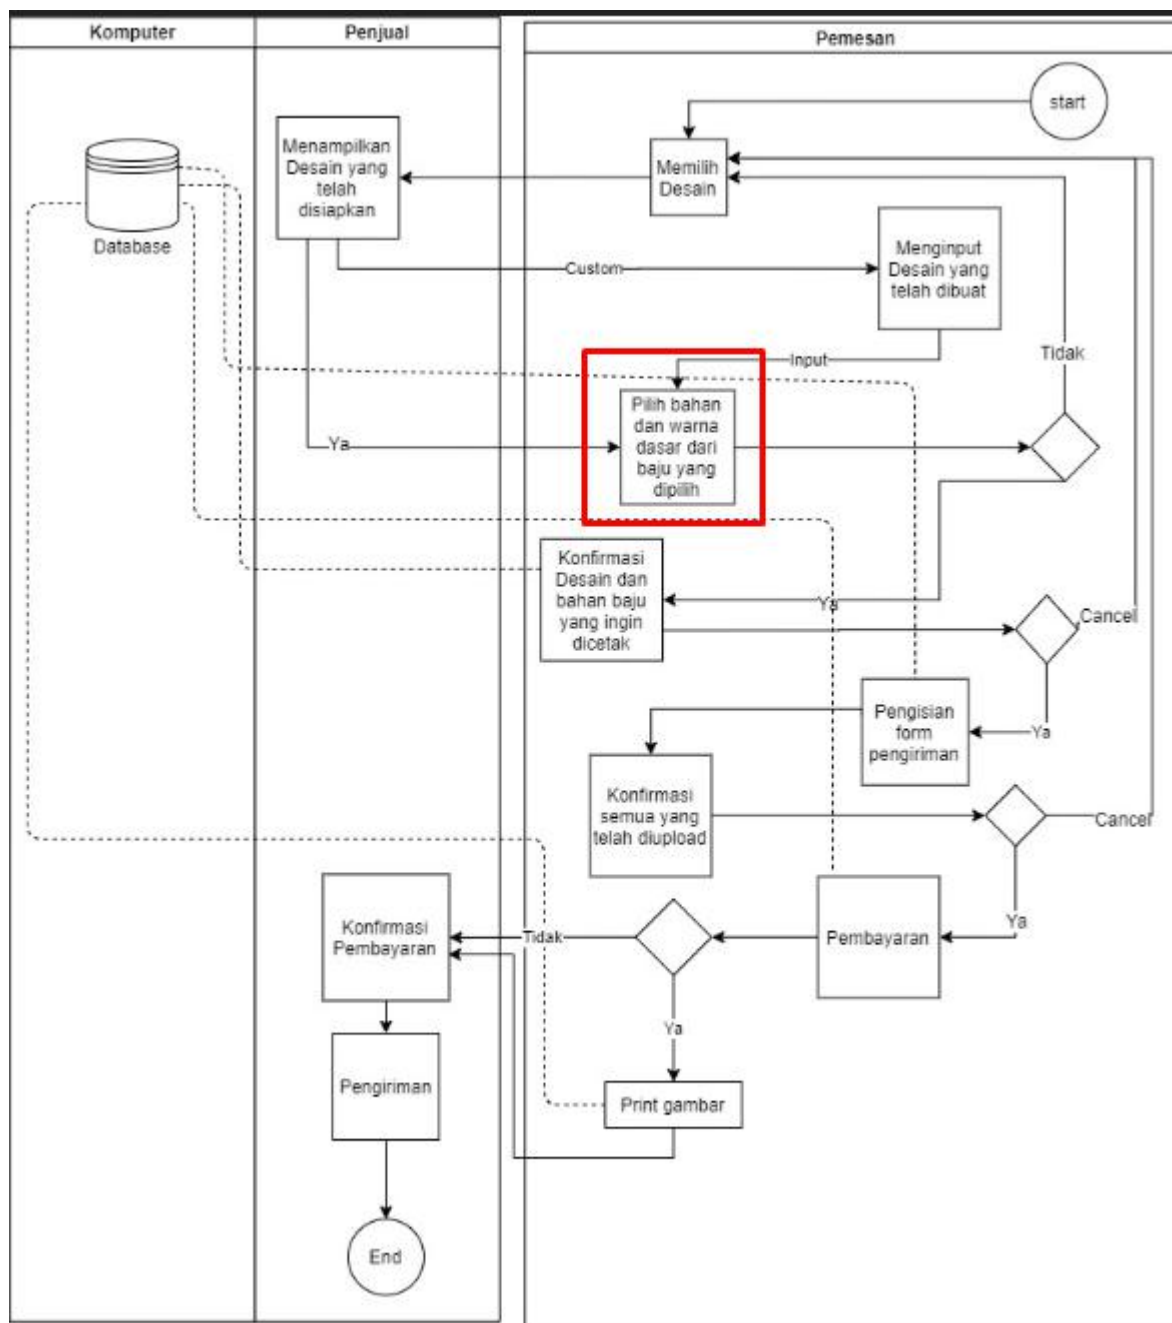 Komputer
Penjual
Pemesan
start
Menampilkan
Desain yang
telah
disiapkan
Memilih
Desain
Database
Menginput
Desain yang
telah dibuat
Custom
Input
Tidak
Pilih bahan
dan warna
dasar dari
baju yang
dipilih
Ya
Konfirmasi
Desain dan
bahan baju
yang ingin
dicetak
Ya
Cancel
Pengisian
form
pengiriman
Ya
Konfirmasi
semua yang
telah diupload
Cancel
Konfirmasi
Pembayaran
Tidak
Pembayaran
Ya
Ya
Pengiriman
Print gambar
End